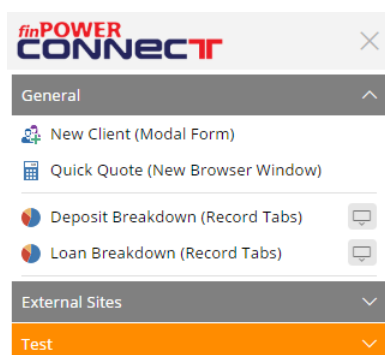 finPOWER
CONNECT
General
New Client (Modal Form)
Quick Quote (New Browser Window)
Deposit Breakdown (Record Tabs)
Loan Breakdown (Record Tabs)
External Sites
Test